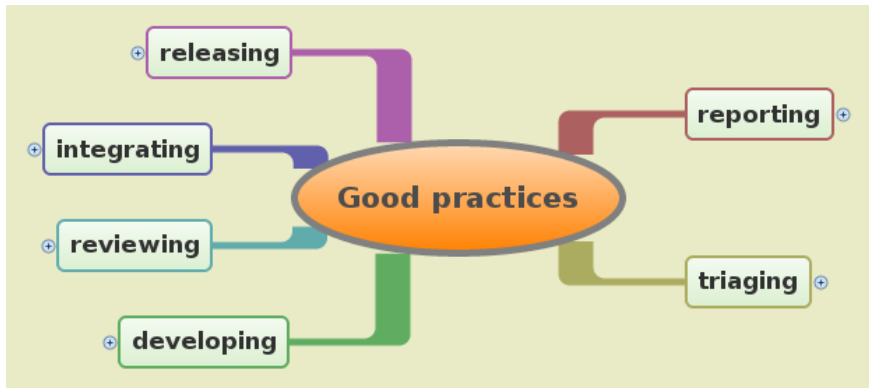 releasing
reporting
integrating
Good practices
reviewing
triaging
developing